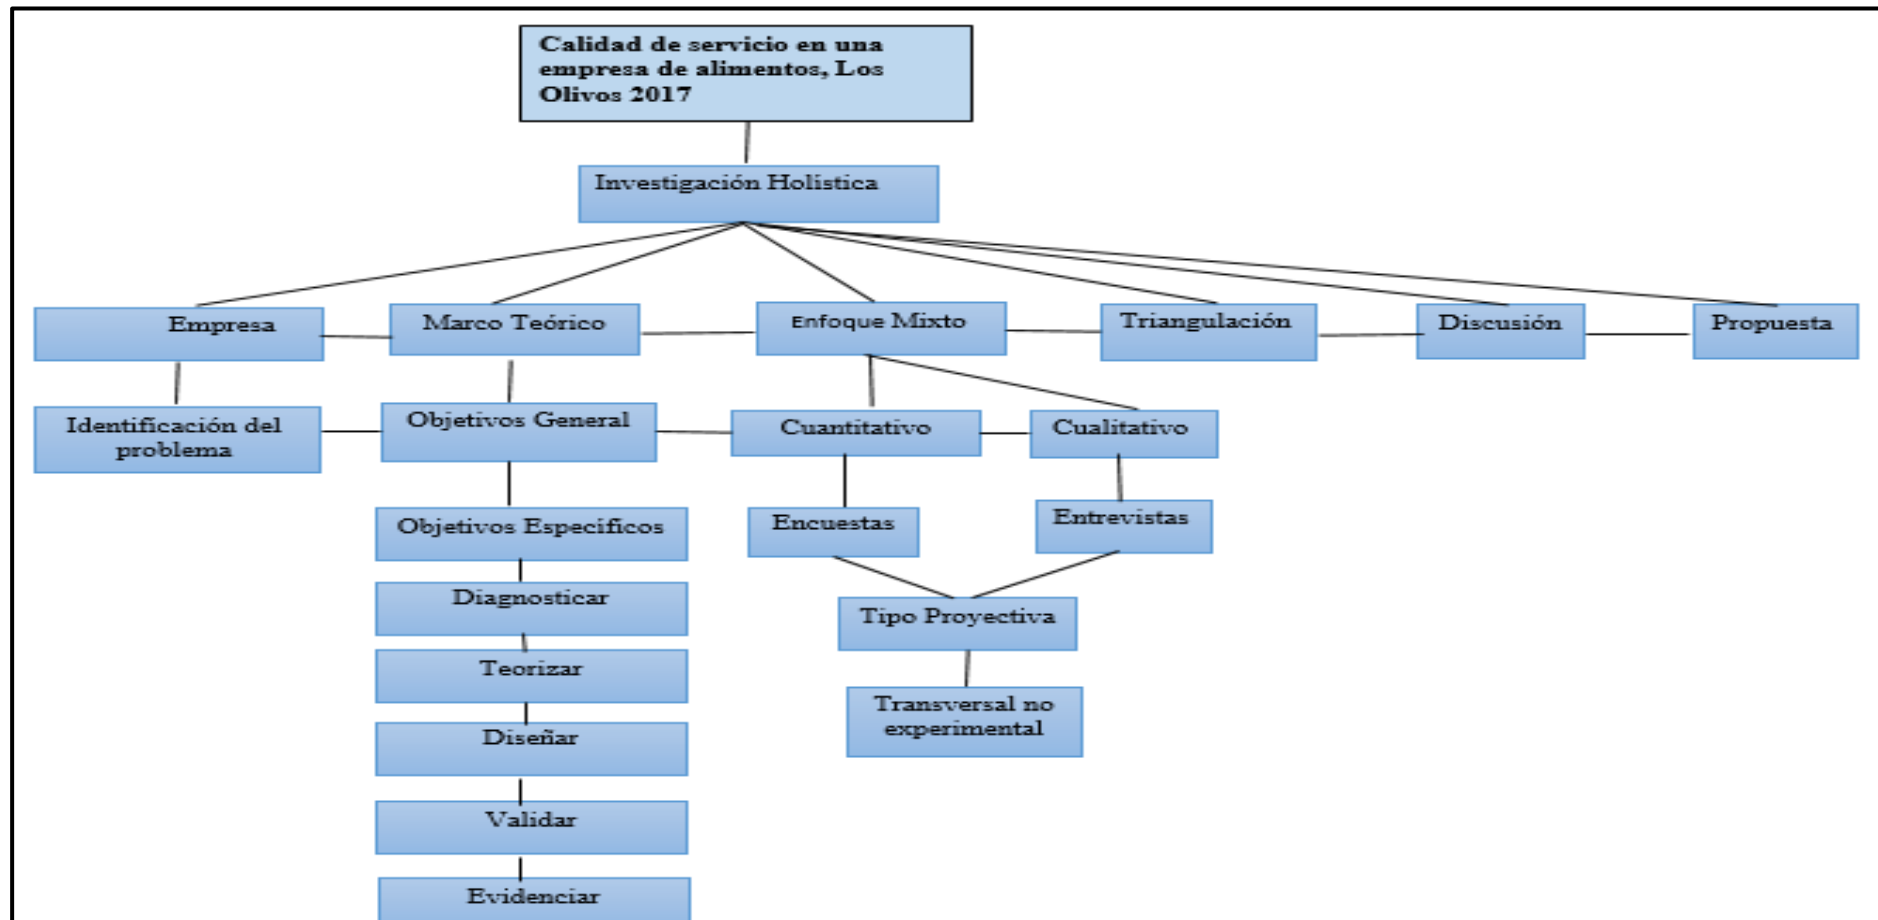 Calidad de servicio en una
empresa de alimentos, Los
Olivos 2017
Investigación Holística
Empresa
Marco Teórico
Enfoque Mixto
Triangulación
Discusión
Propuesta
Identificación del
problema
Objetivos General
Cuantitativo
Cualitativo
Objetivos Específicos
Encuestas
Entrevistas
Diagnosticar
Tipo Proyectiva
Teorizar
Transversal no
experimental
Diseñar
Validar
Evidenciar